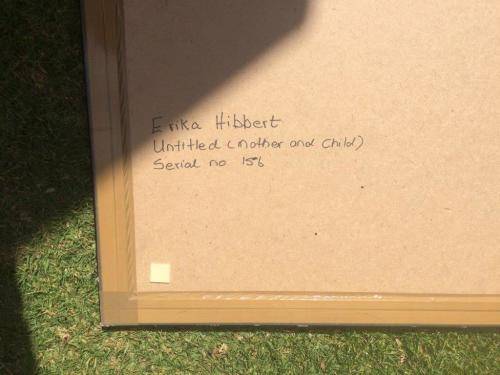 Erika Hibbert
Untitled (mother and child)
Serial no 156